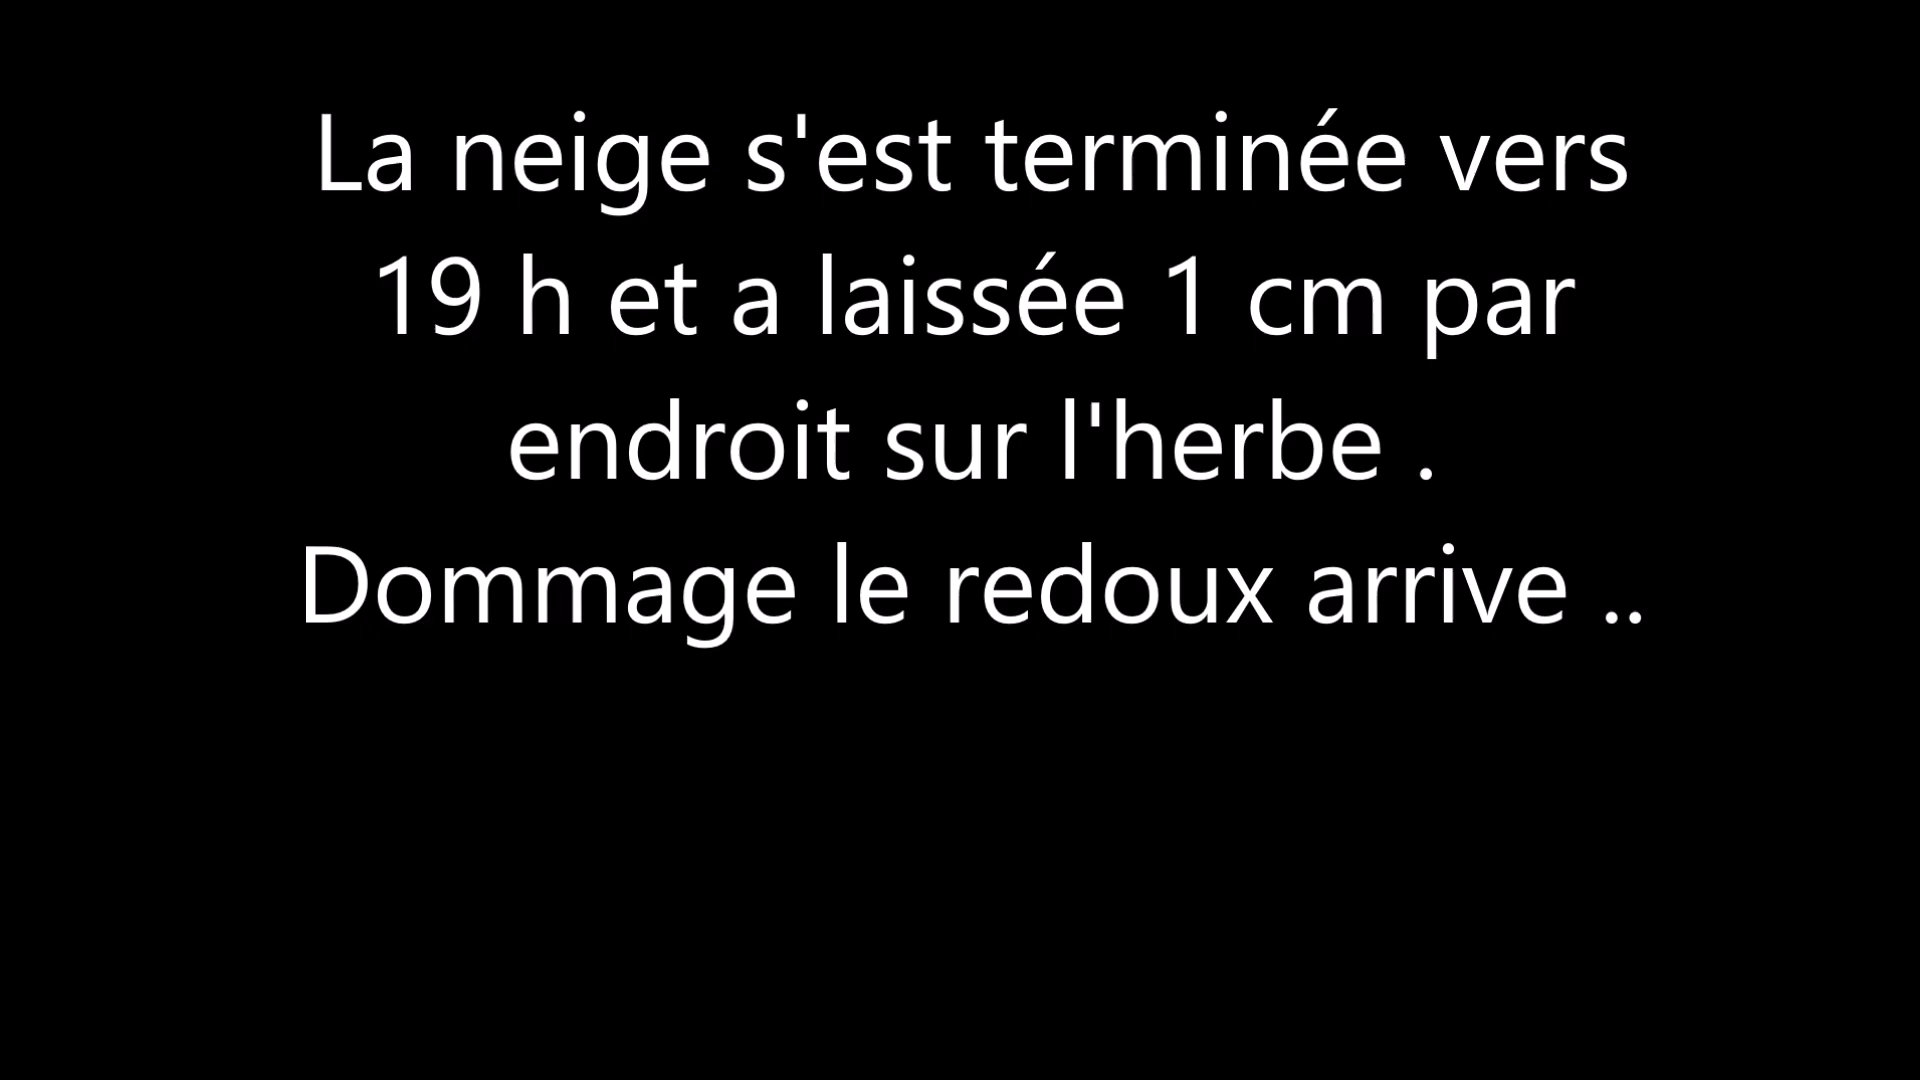 La neige s'est terminée vers
19 h et a laissée 1 cm par
endroit sur l'herbe .
Dommage le redoux arrive ..